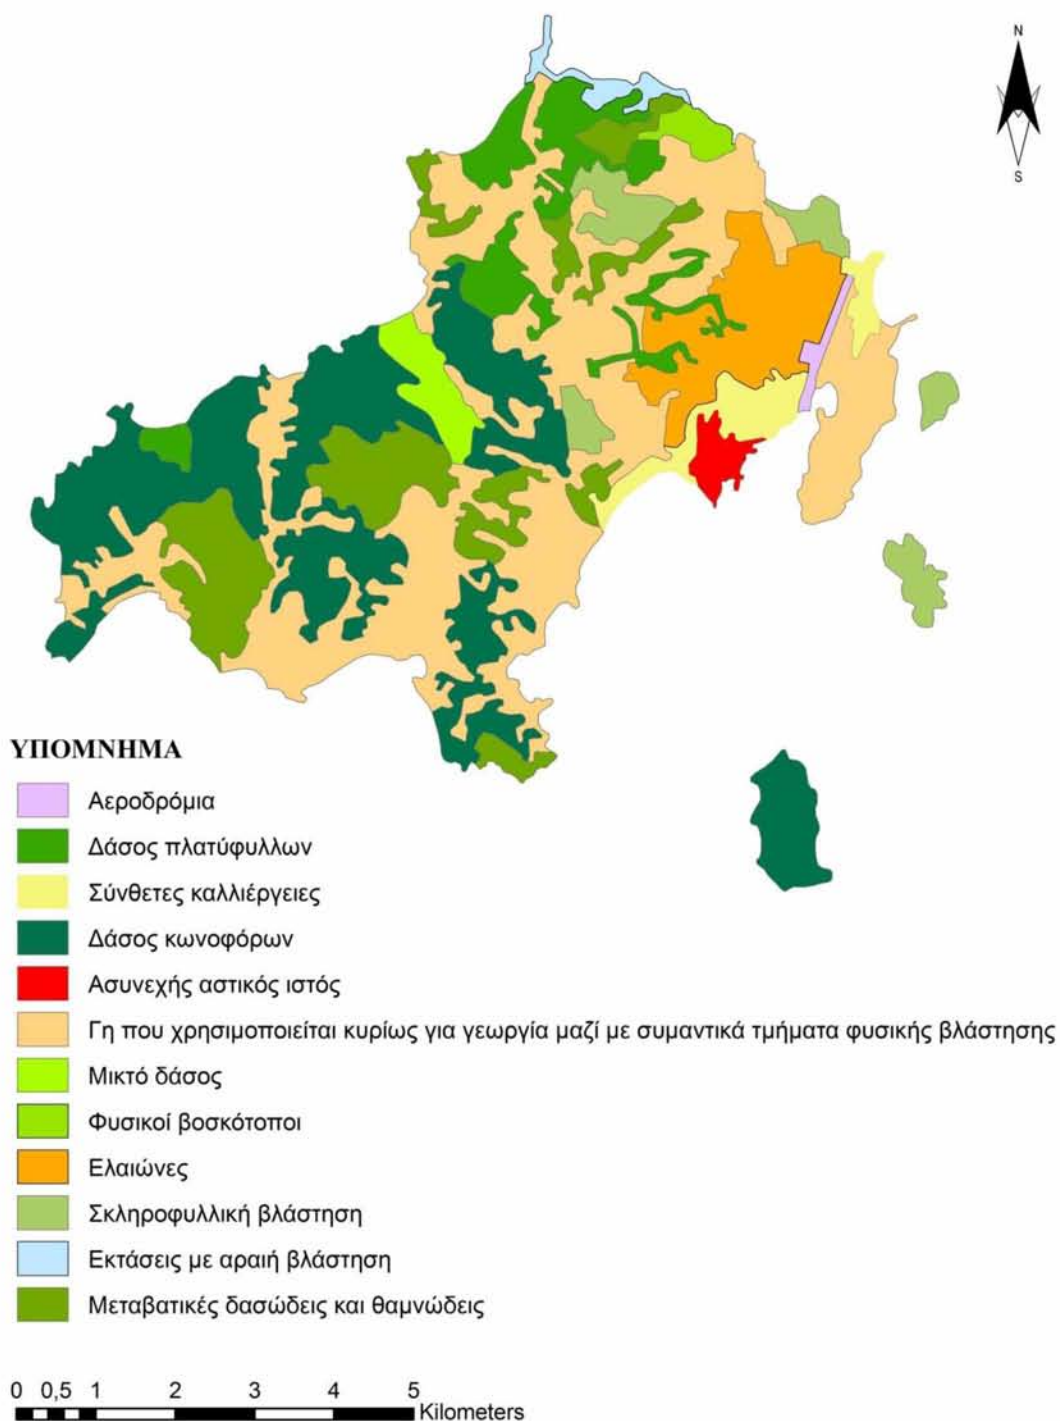 N
S
ΥΠΟΜΝΗΜΑ
Αεροδρόμια
Δάσος πλατύφυλλων
Σύνθετες καλλιέργειες
Δάσος κωνοφόρων
Ασυνεχής αστικός ιστός
Γη που χρησιμοποιείται κυρίως για γεωργία μαζί με συμαντικά τμήματα φυσικής βλάστησης
Μικτό δάσος
Φυσικοί βοσκότοποι
Ελαιώνες
Σκληροφυλλική βλάστηση
Εκτάσεις με αραιή βλάστηση
Μεταβατικές δασώδεις και θαμνώδεις
0 0,5 1 2 3 4 5
Kilometers